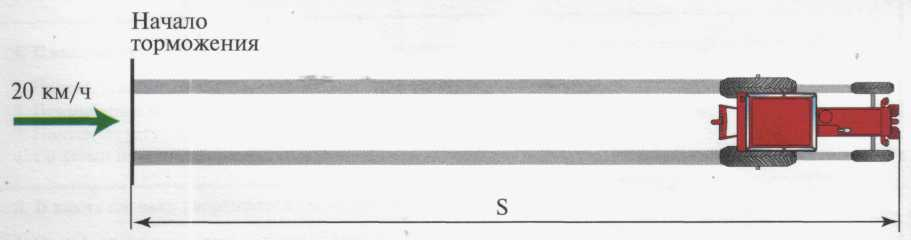 Начало
торможения
20 км/ч
S